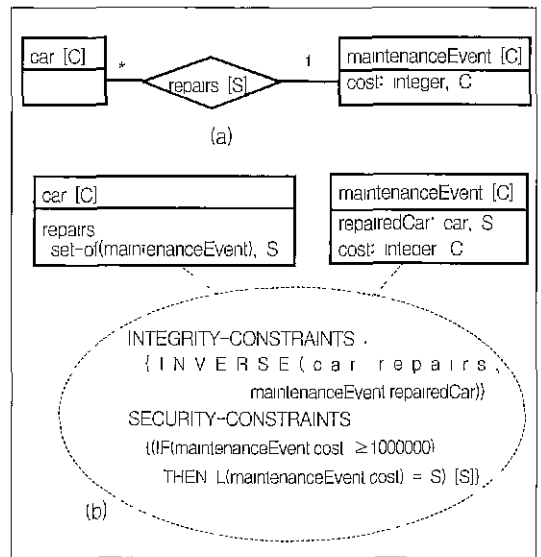 car [C]
*
repairs [S]
1
maintenanceEvent [C]
cost: integer, C
(a)
car [C]
repairs
set-of(maintenanceEvent), S
maintenanceEvent [C]
repairedCar: car, S
cost: integer C
INTEGRITY-CONSTRAINTS
{INVERSE(car repairs,
maintenanceEvent repairedCar)}
SECURITY-CONSTRAINTS
{(IF(maintenanceEvent cost ≥1000000)
THEN L(maintenanceEvent cost) = S) [S]}
(b)